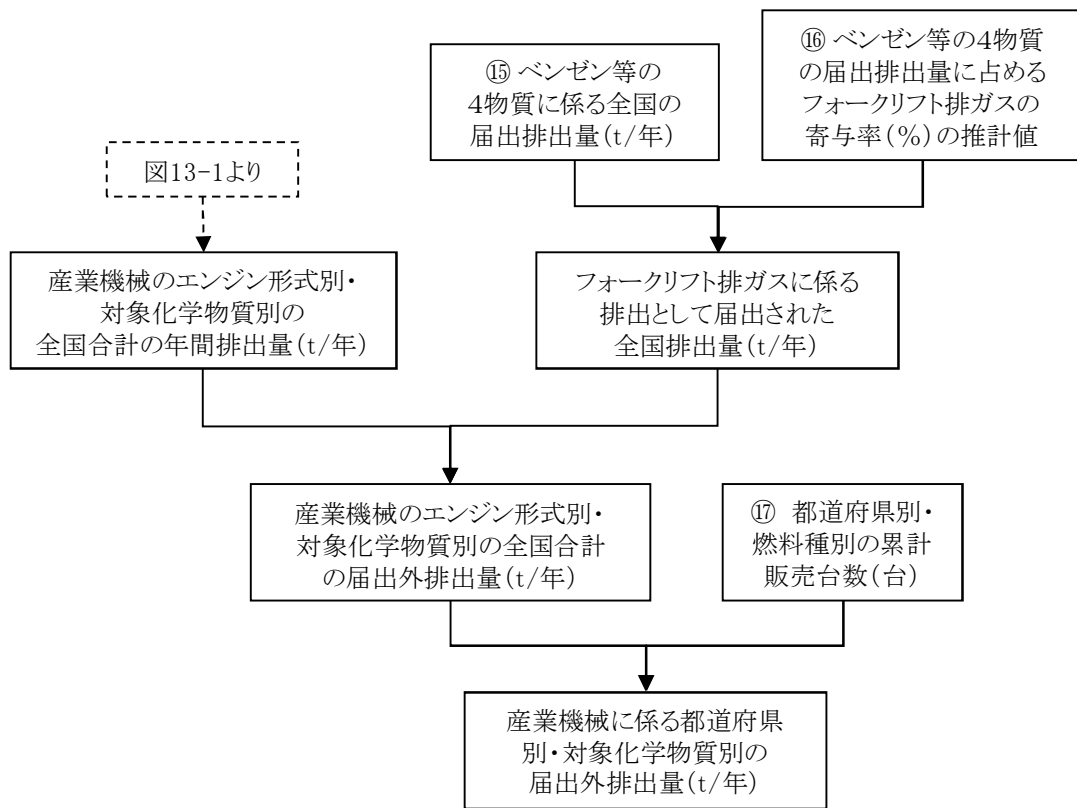 ⑮ ベンゼン等の
4物質に係る全国の
届出排出量(t/年)
⑯ ベンゼン等の4物質
の届出排出量に占める
フォークリフト排ガスの
寄与率(%)の推計値
図13-1より
産業機械のエンジン形式別・
対象化学物質別の
全国合計の年間排出量(t/年)
フォークリフト排ガスに係る
排出として届出された
全国排出量(t/年)
産業機械のエンジン形式別・
対象化学物質別の全国合計
の届出外排出量(t/年)
⑰ 都道府県別・
燃料種別の累計
販売台数(台)
産業機械に係る都道府県
別・対象化学物質別の
届出外排出量(t/年)